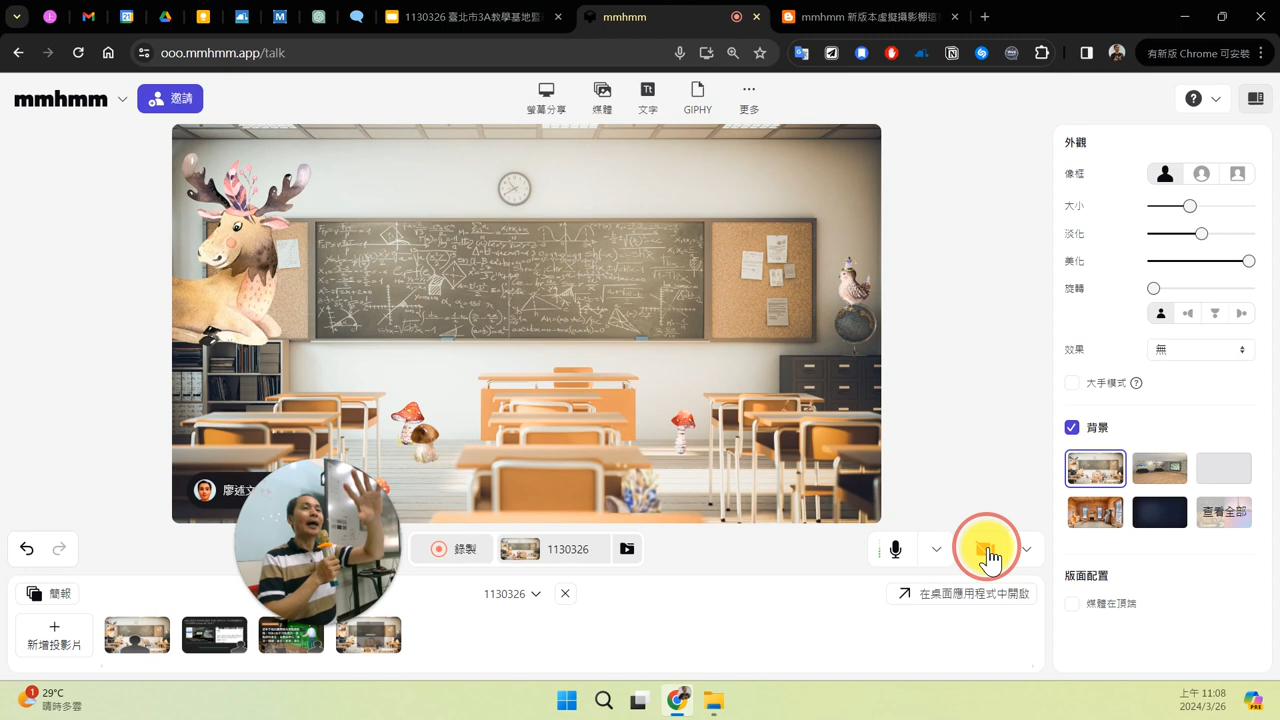 1130326 臺北市3A教學基地暨
mmhmm
mmhmm 新版本虛擬攝影棚這
ooo.mmhmm.app/talk
有新版 Chrome 可安裝
mmhmm
邀請
螢幕分享
媒體
Tt
文字
GIPHY
更多
外觀
像框
大小
淡化
美化
旋轉
效果
無
大手模式
背景
查看全部
版面配置
媒體在頂端
廖述文
錄製
1130326
簡報
1130326
在桌面應用程式中開啟
新增投影片
1
29°C
晴時多雲
上午 11:08
2024/3/26
PRE